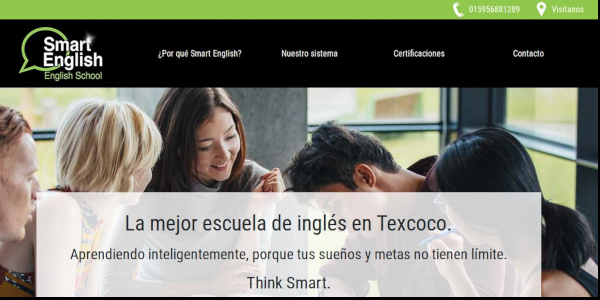 015956881289 Visítanos
Smart
English
English School
¿Por qué Smart English? Nuestro sistema Certificaciones Contacto
La mejor escuela de inglés en Texcoco.
Aprendiendo inteligentemente, porque tus sueños y metas no tienen límite.
Think Smart.